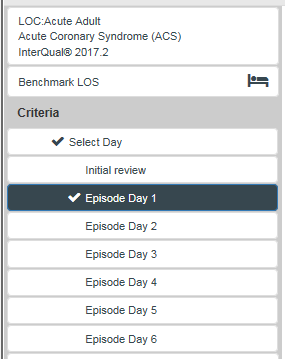 LOC:Acute Adult
Acute Coronary Syndrome (ACS)
InterQual® 2017.2
Benchmark LOS
Criteria
Select Day
Initial review
Episode Day 1
Episode Day 2
Episode Day 3
Episode Day 4
Episode Day 5
Episode Day 6